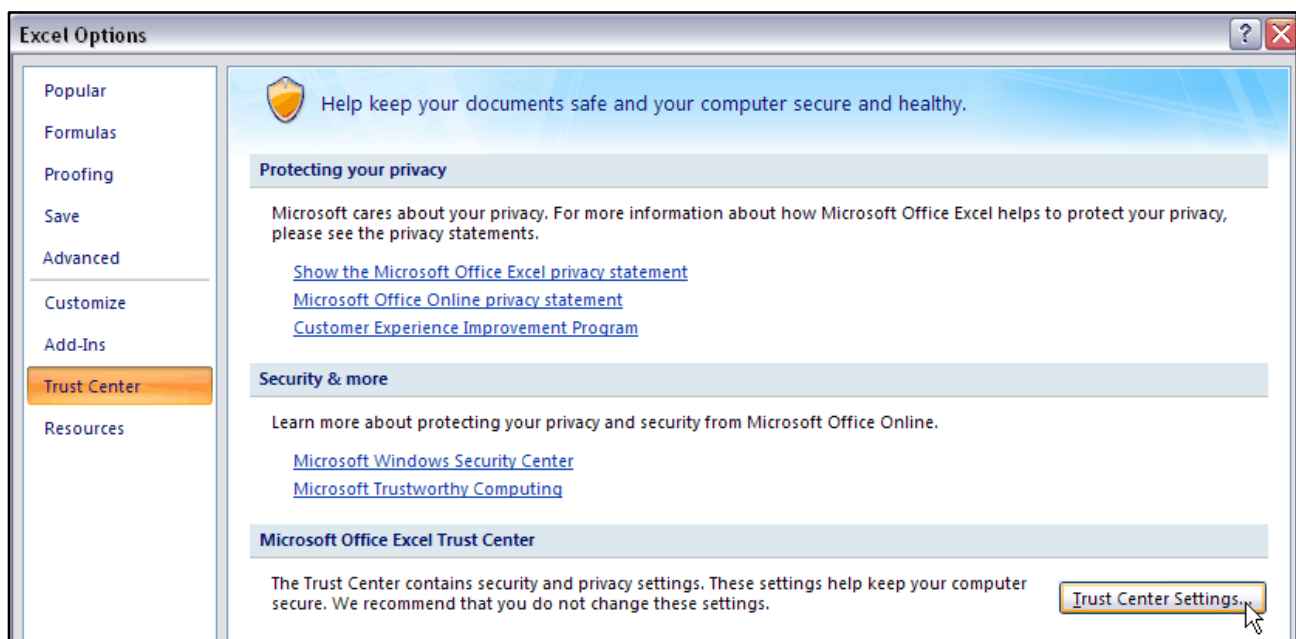 Excel Options
?
X
Popular
Formulas
Proofing
Save
Advanced
Customize
Add-Ins
Trust Center
Resources
Help keep your documents safe and your computer secure and healthy.
Protecting your privacy
Microsoft cares about your privacy. For more information about how Microsoft Office Excel helps to protect your privacy,
please see the privacy statements.
Show the Microsoft Office Excel privacy statement
Microsoft Office Online privacy statement
Customer Experience Improvement Program
Security & more
Learn more about protecting your privacy and security from Microsoft Office Online.
Microsoft Windows Security Center
Microsoft Trustworthy Computing
Microsoft Office Excel Trust Center
The Trust Center contains security and privacy settings. These settings help keep your computer
secure. We recommend that you do not change these settings.
Trust Center Settings...